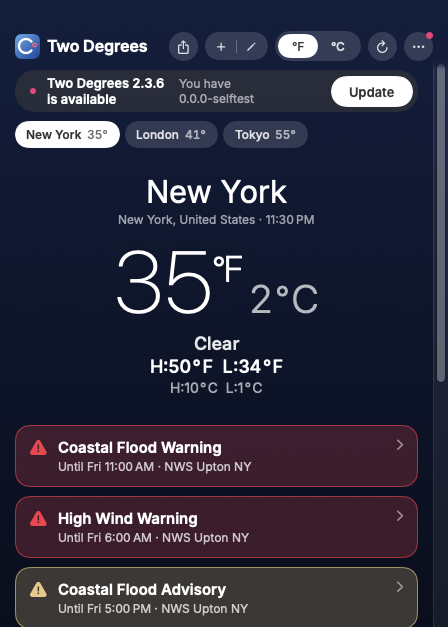 Two Degrees
°F °C
Two Degrees 2.3.6
is available
You have
0.0.0-selftest
Update
New York 35°
London 41°
Tokyo 55°
New York
New York, United States · 11:30 PM
35°F 2°C
Clear
H:50°F L:34°F
H:10°C L:1°C
Coastal Flood Warning
Until Fri 11:00 AM · NWS Upton NY
High Wind Warning
Until Fri 6:00 AM · NWS Upton NY
Coastal Flood Advisory
Until Fri 5:00 PM · NWS Upton NY